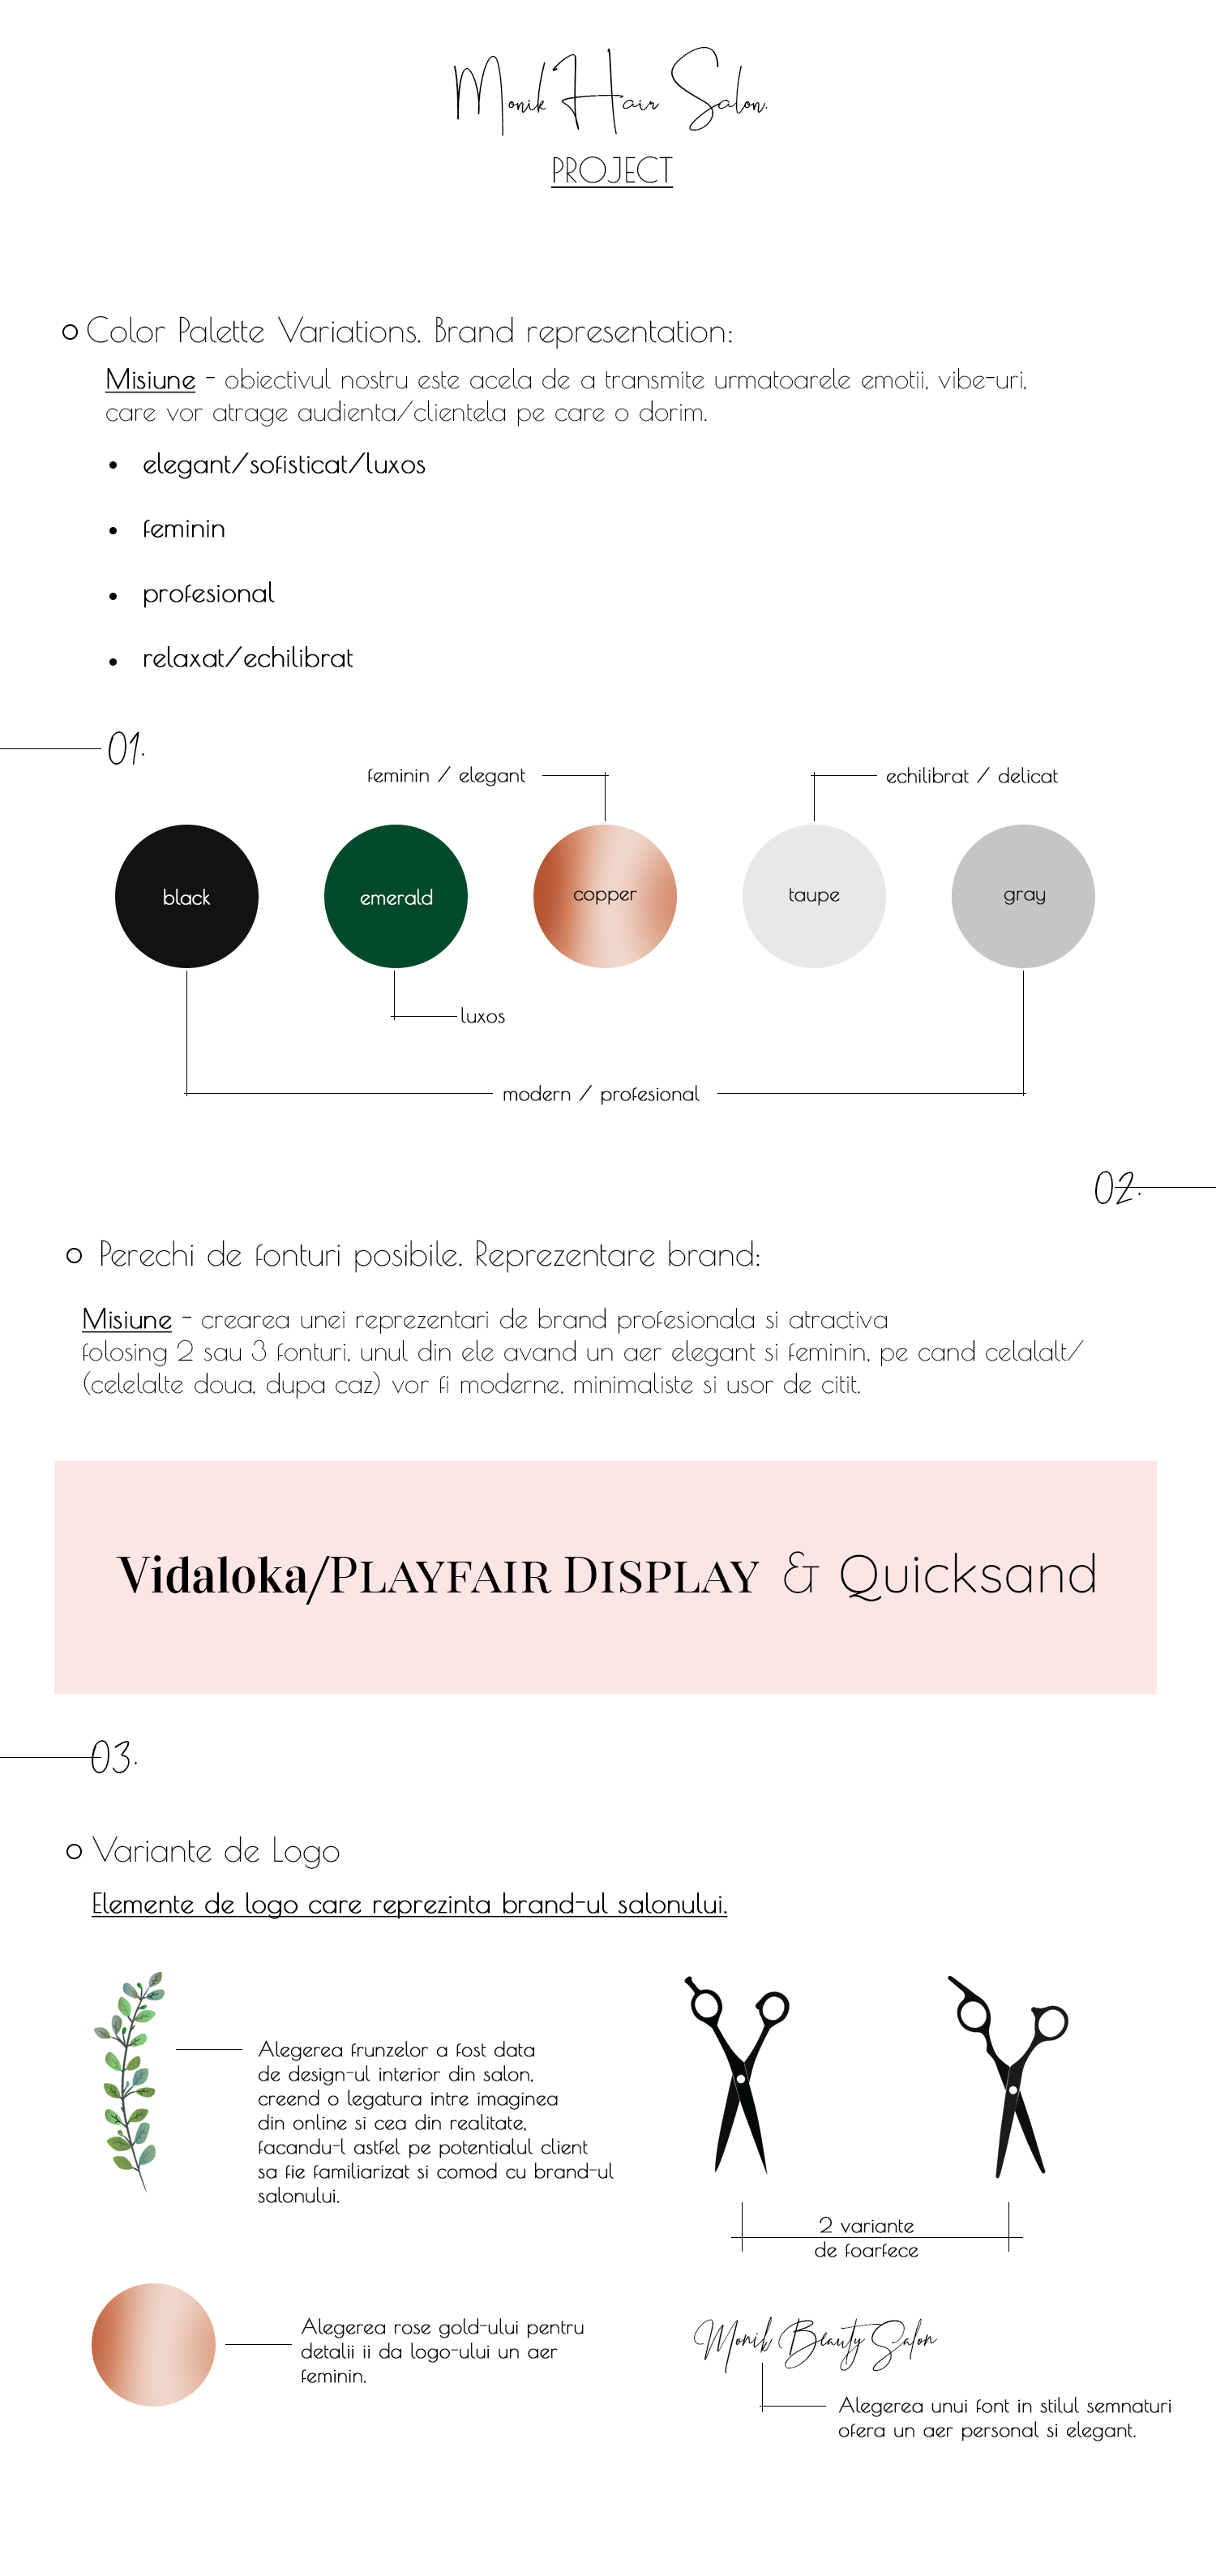 Monik Hair Salon.
PROJECT
Color Palette Variations. Brand representation:
Misiune - obiectivul nostru este acela de a transmite urmatoarele emotii, vibe-uri,
care vor atrage audienta/clientela pe care o dorim.
• elegant/sofisticat/luxos
• feminin
• profesional
• relaxat/echilibrat
01.
feminin / elegant
echilibrat / delicat
black
emerald
copper
taupe
gray
luxos
modern / profesional
02.
Perechi de fonturi posibile. Reprezentare brand:
Misiune - crearea unei reprezentari de brand profesionala si atractiva
folosing 2 sau 3 fonturi, unul din ele avand un aer elegant si feminin, pe cand celalalt/
(celelalte doua, dupa caz) vor fi moderne, minimaliste si usor de citit.
Vidaloka/PLAYFAIR DISPLAY & Quicksand
03.
Variante de Logo
Elemente de logo care reprezinta brand-ul salonului.
Alegerea frunzelor a fost data
de design-ul interior din salon,
creend o legatura intre imaginea
din online si cea din realitate,
facandu-l astfel pe potentialul client
sa fie familiarizat si comod cu brand-ul
salonului.
2 variante
de foarfece
Alegerea rose gold-ului pentru
detalii ii da logo-ului un aer
feminin.
Monik Beauty Salon
Alegerea unui font in stilul semnaturi
ofera un aer personal si elegant.